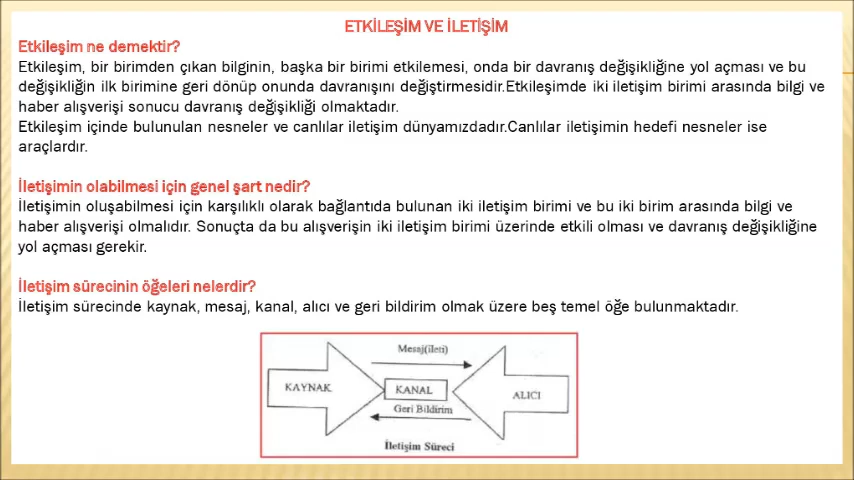 ETKİLEŞİM VE İLETİŞİM
Etkileşim ne demektir?
Etkileşim, bir birimden çıkan bilginin, başka bir birimi etkilemesi, onda bir davranış değişikliğine yol açması ve bu
değişikliğin ilk birimine geri dönüp onunda davranışını değiştirmesidir.Etkileşimde iki iletişim birimi arasında bilgi ve
haber alışverişi sonucu davranış değişikliği olmaktadır.
Etkileşim içinde bulunulan nesneler ve canlılar iletişim dünyamızdadır.Canlılar iletişimin hedefi nesneler ise
araçlardır.
İletişimin olabilmesi için genel şart nedir?
İletişimin oluşabilmesi için karşılıklı olarak bağlantıda bulunan iki iletişim birimi ve bu iki birim arasında bilgi ve
haber alışverişi olmalıdır. Sonuçta da bu alışverişin iki iletişim birimi üzerinde etkili olması ve davranış değişikliğine
yol açması gerekir.
İletişim sürecinin öğeleri nelerdir?
İletişim sürecinde kaynak, mesaj, kanal, alıcı ve geri bildirim olmak üzere beş temel öğe bulunmaktadır.
Mesaj(ileti)
KAYNAK
KANAL
ALICI
Geri Bildirim
İletişim Süreci